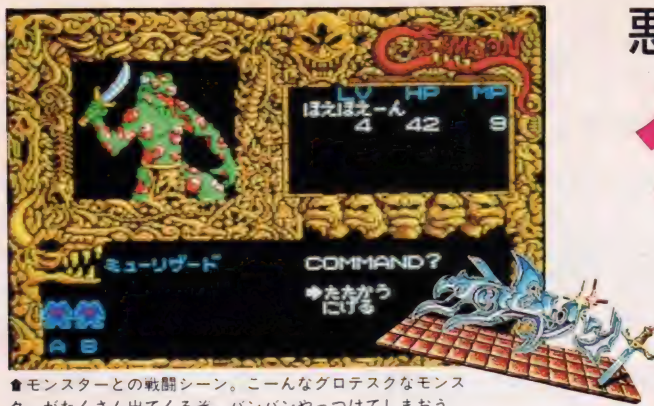 悪
CRIMSON
LV HP MP
ほえほえーん
4 42 9
ミューリザード
COMMAND?
➡たたかう
にげる
A B
⬆モンスターとの戦闘シーン。こーんなグロテスクなモンス
ターがたくさん出てくるぞ。バンバンやっつけてしまおう